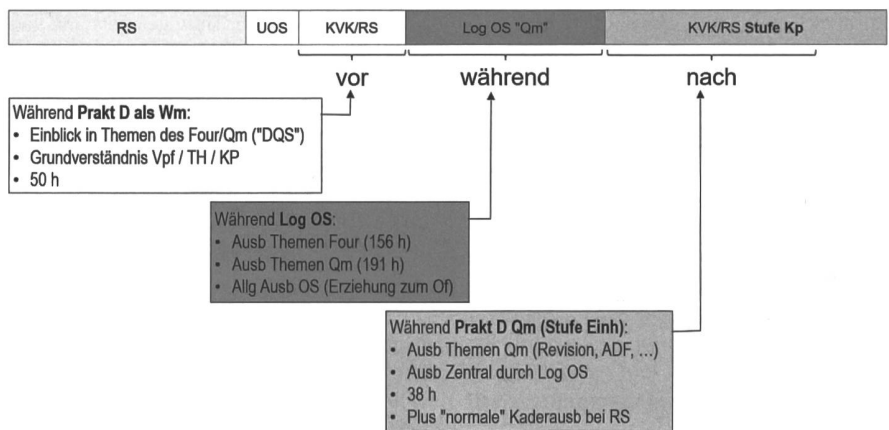 RS UOS KVK/RS Log OS "Qm" KVK/RS Stufe Kp
vor während nach
Während Prakt D als Wm:
• Einblick in Themen des Four/Qm ("DQS")
• Grundverständnis Vpf / TH / KP
• 50 h
Während Log OS:
• Ausb Themen Four (156 h)
• Ausb Themen Qm (191 h)
• Allg Ausb OS (Erziehung zum Of)
Während Prakt D Qm (Stufe Einh):
• Ausb Themen Qm (Revision, ADF, ...)
• Ausb Zentral durch Log OS
• 38 h
• Plus "normale" Kaderausb bei RS